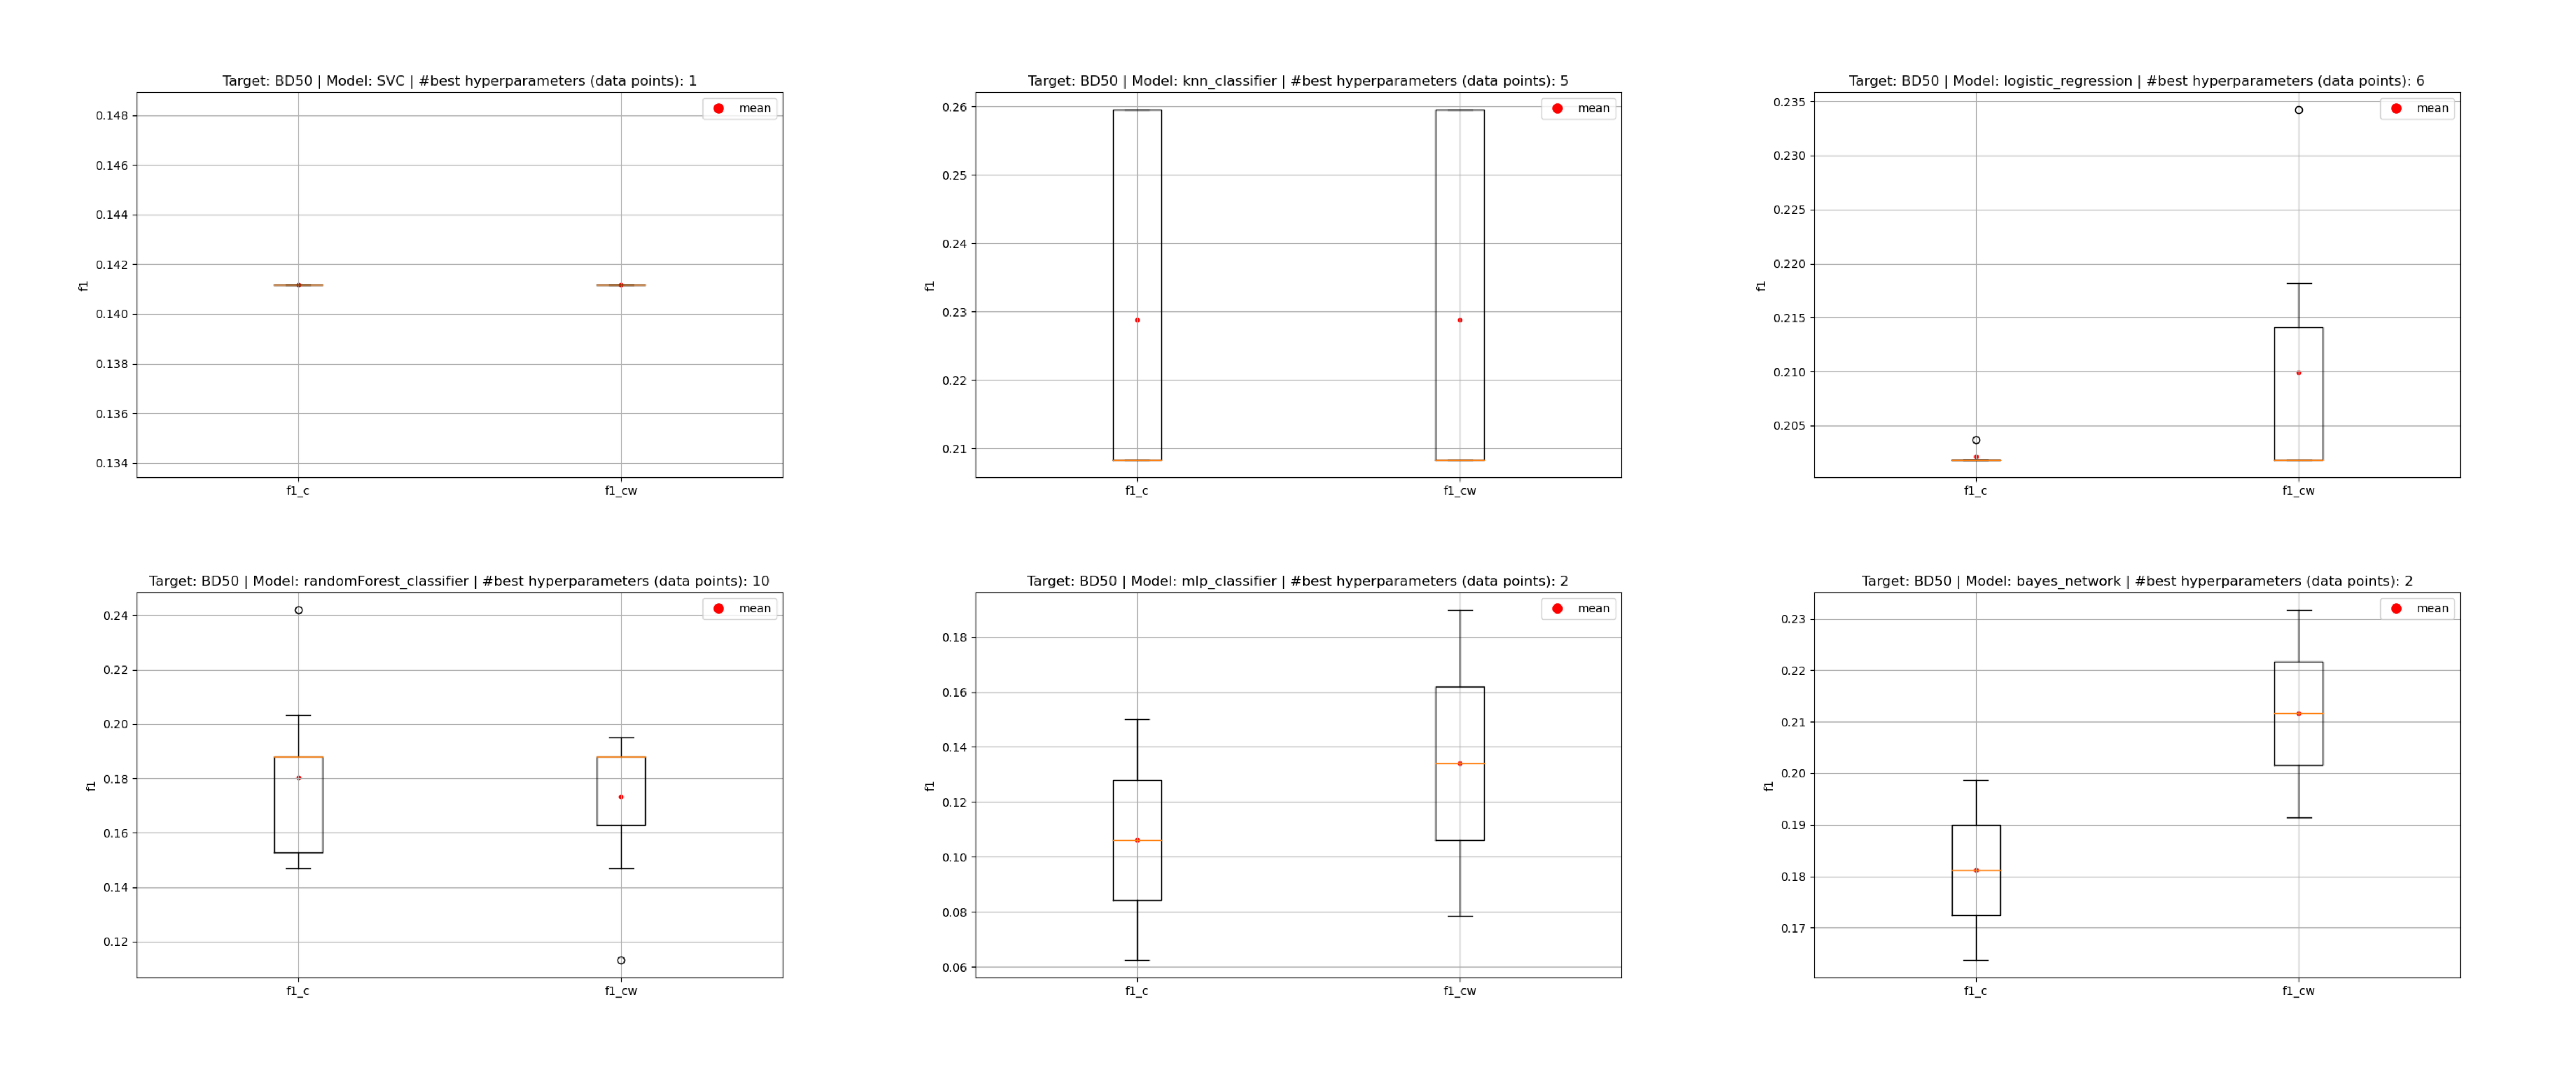 Target: BD50 | Model: SVC | #best hyperparameters (data points): 1
mean
0.148
0.146
0.144
0.142
0.140
0.138
0.136
0.134
f1
f1_c
f1_cw
Target: BD50 | Model: knn_classifier | #best hyperparameters (data points): 5
mean
0.26
0.25
0.24
0.23
0.22
0.21
f1
f1_c
f1_cw
Target: BD50 | Model: logistic_regression | #best hyperparameters (data points): 6
mean
0.235
0.230
0.225
0.220
0.215
0.210
0.205
f1
f1_c
f1_cw
Target: BD50 | Model: randomForest_classifier | #best hyperparameters (data points): 10
mean
0.24
0.22
0.20
0.18
0.16
0.14
0.12
f1
f1_c
f1_cw
Target: BD50 | Model: mlp_classifier | #best hyperparameters (data points): 2
mean
0.18
0.16
0.14
0.12
0.10
0.08
0.06
f1
f1_c
f1_cw
Target: BD50 | Model: bayes_network | #best hyperparameters (data points): 2
mean
0.23
0.22
0.21
0.20
0.19
0.18
0.17
f1
f1_c
f1_cw